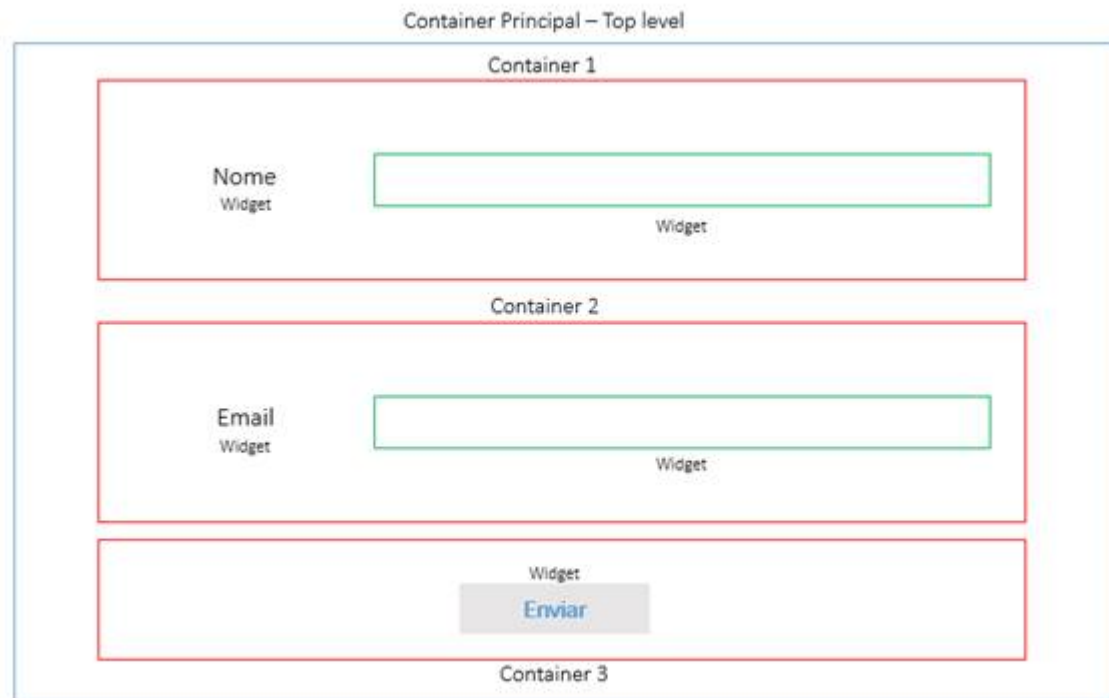 Container Principal – Top level
Container 1
Nome
Widget
Widget
Container 2
Email
Widget
Widget
Widget
Enviar
Container 3